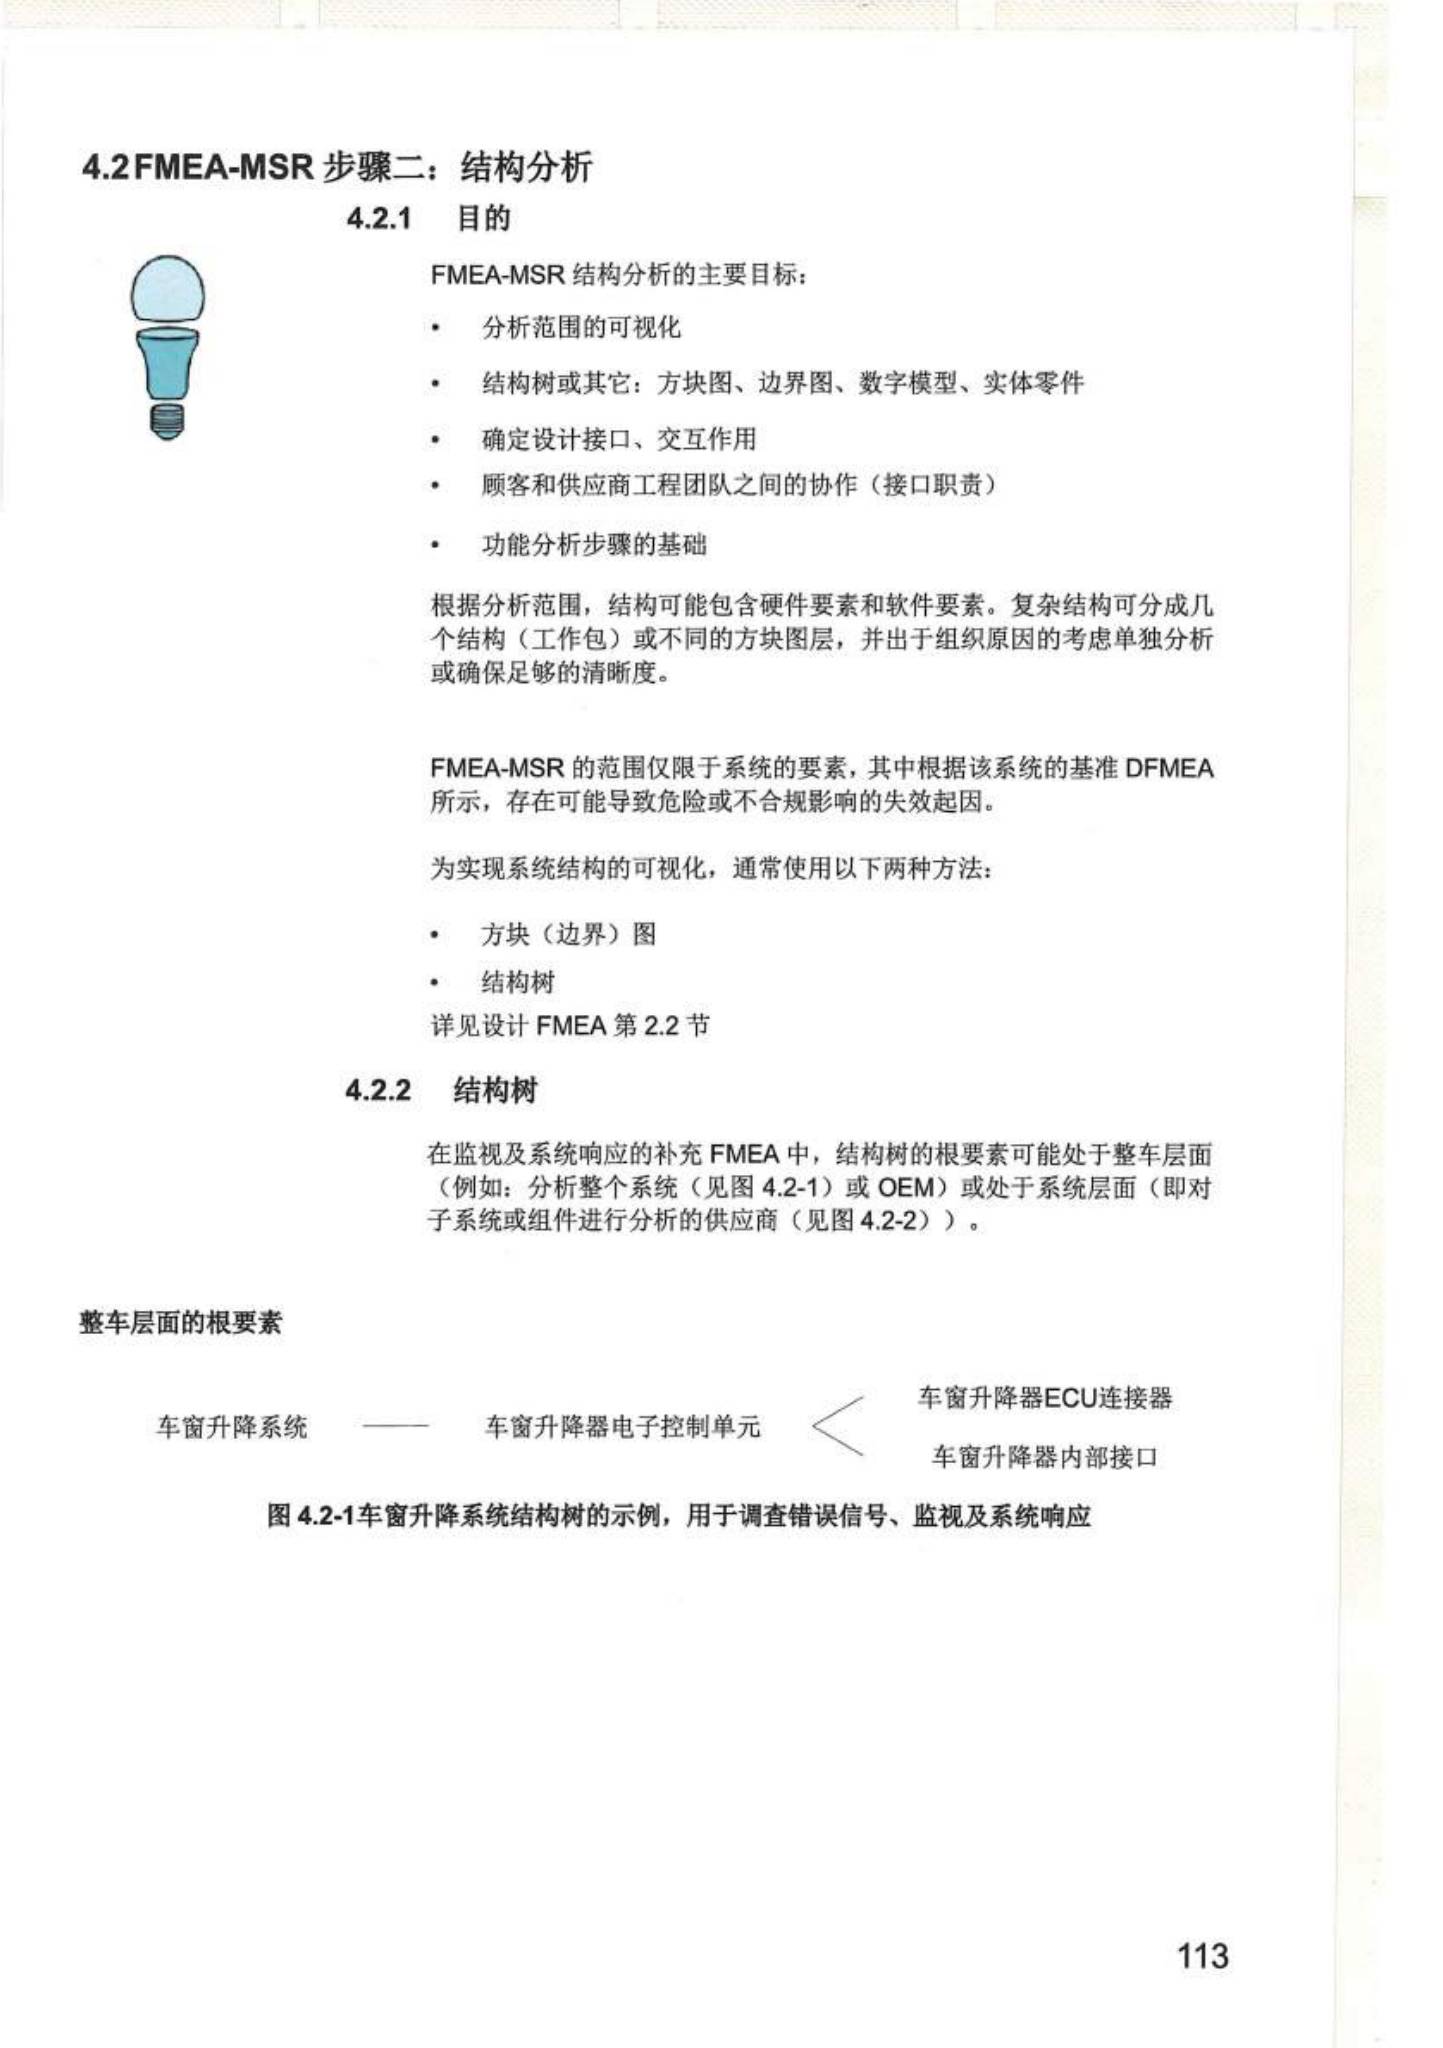 4.2 FMEA-MSR 步骤二：结构分析
4.2.1 目的
FMEA-MSR 结构分析的主要目标：
• 分析范围的可视化
• 结构树或其它：方块图、边界图、数字模型、实体零件
• 确定设计接口、交互作用
• 顾客和供应商工程团队之间的协作（接口职责）
• 功能分析步骤的基础
根据分析范围，结构可能包含硬件要素和软件要素。复杂结构可分成几
个结构（工作包）或不同的方块图层，并出于组织原因的考虑单独分析
或确保足够的清晰度。
FMEA-MSR 的范围仅限于系统的要素，其中根据该系统的基准 DFMEA
所示，存在可能导致危险或不合规影响的失效起因。
为实现系统结构的可视化，通常使用以下两种方法：
• 方块（边界）图
• 结构树
详见设计 FMEA 第 2.2 节
4.2.2 结构树
在监视及系统响应的补充 FMEA 中，结构树的根要素可能处于整车层面
（例如：分析整个系统（见图 4.2-1）或 OEM）或处于系统层面（即对
子系统或组件进行分析的供应商（见图 4.2-2））。
整车层面的根要素
车窗升降系统
车窗升降器电子控制单元
车窗升降器ECU连接器
车窗升降器内部接口
图 4.2-1车窗升降系统结构树的示例，用于调查错误信号、监视及系统响应
113